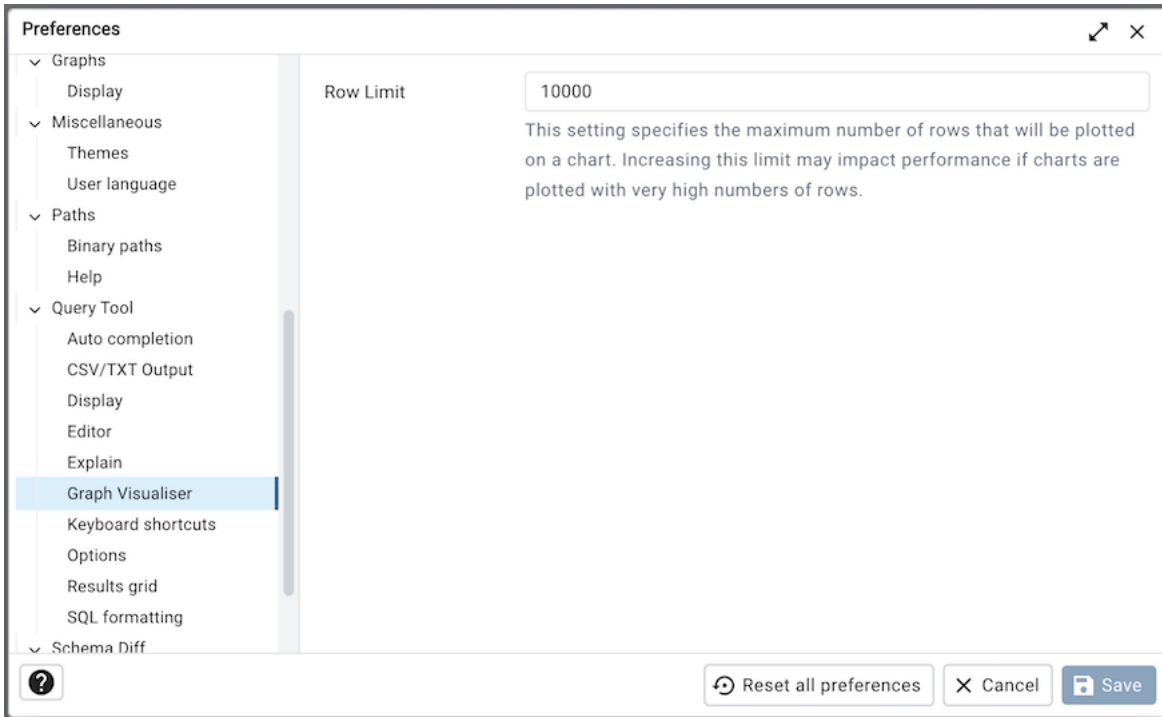 Preferences
Graphs
Display
Miscellaneous
Themes
User language
Paths
Binary paths
Help
Query Tool
Auto completion
CSV/TXT Output
Display
Editor
Explain
Graph Visualiser
Keyboard shortcuts
Options
Results grid
SQL formatting
Schema Diff
Row Limit
10000
This setting specifies the maximum number of rows that will be plotted
on a chart. Increasing this limit may impact performance if charts are
plotted with very high numbers of rows.
?
Reset all preferences
Cancel
Save